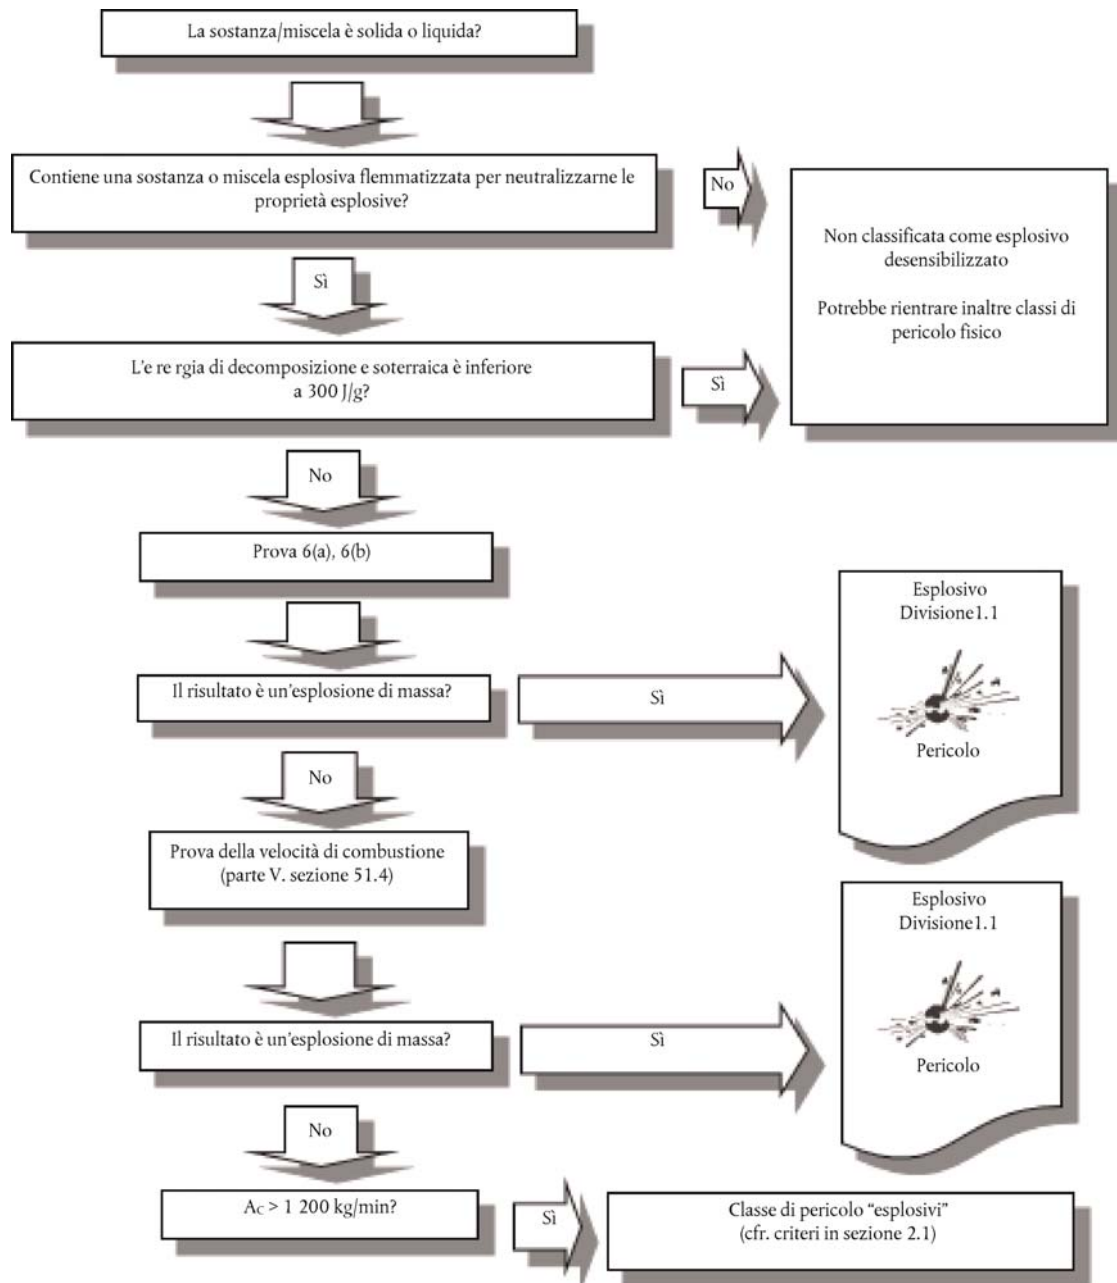 La sostanza/miscela è solida o liquida?
Contiene una sostanza o miscela esplosiva flemmatizzata per neutralizzarne le
proprietà esplosive?
No
Non classificata come esplosivo
desensibilizzato
Potrebbe rientrare inaltre classi di
pericolo fisico
Sì
L'e re rgia di decomposizione e soterraica è inferiore
a 300 J/g?
Sì
No
Prova 6(a), 6(b)
Esplosivo
Divisione1.1
Pericolo
Il risultato è un'esplosione di massa?
Sì
No
Prova della velocità di combustione
(parte V. sezione 51.4)
Esplosivo
Divisione1.1
Pericolo
Il risultato è un'esplosione di massa?
Sì
No
AC > 1 200 kg/min?
Sì
Classe di pericolo “esplosivi”
(cfr. criteri in sezione 2.1)